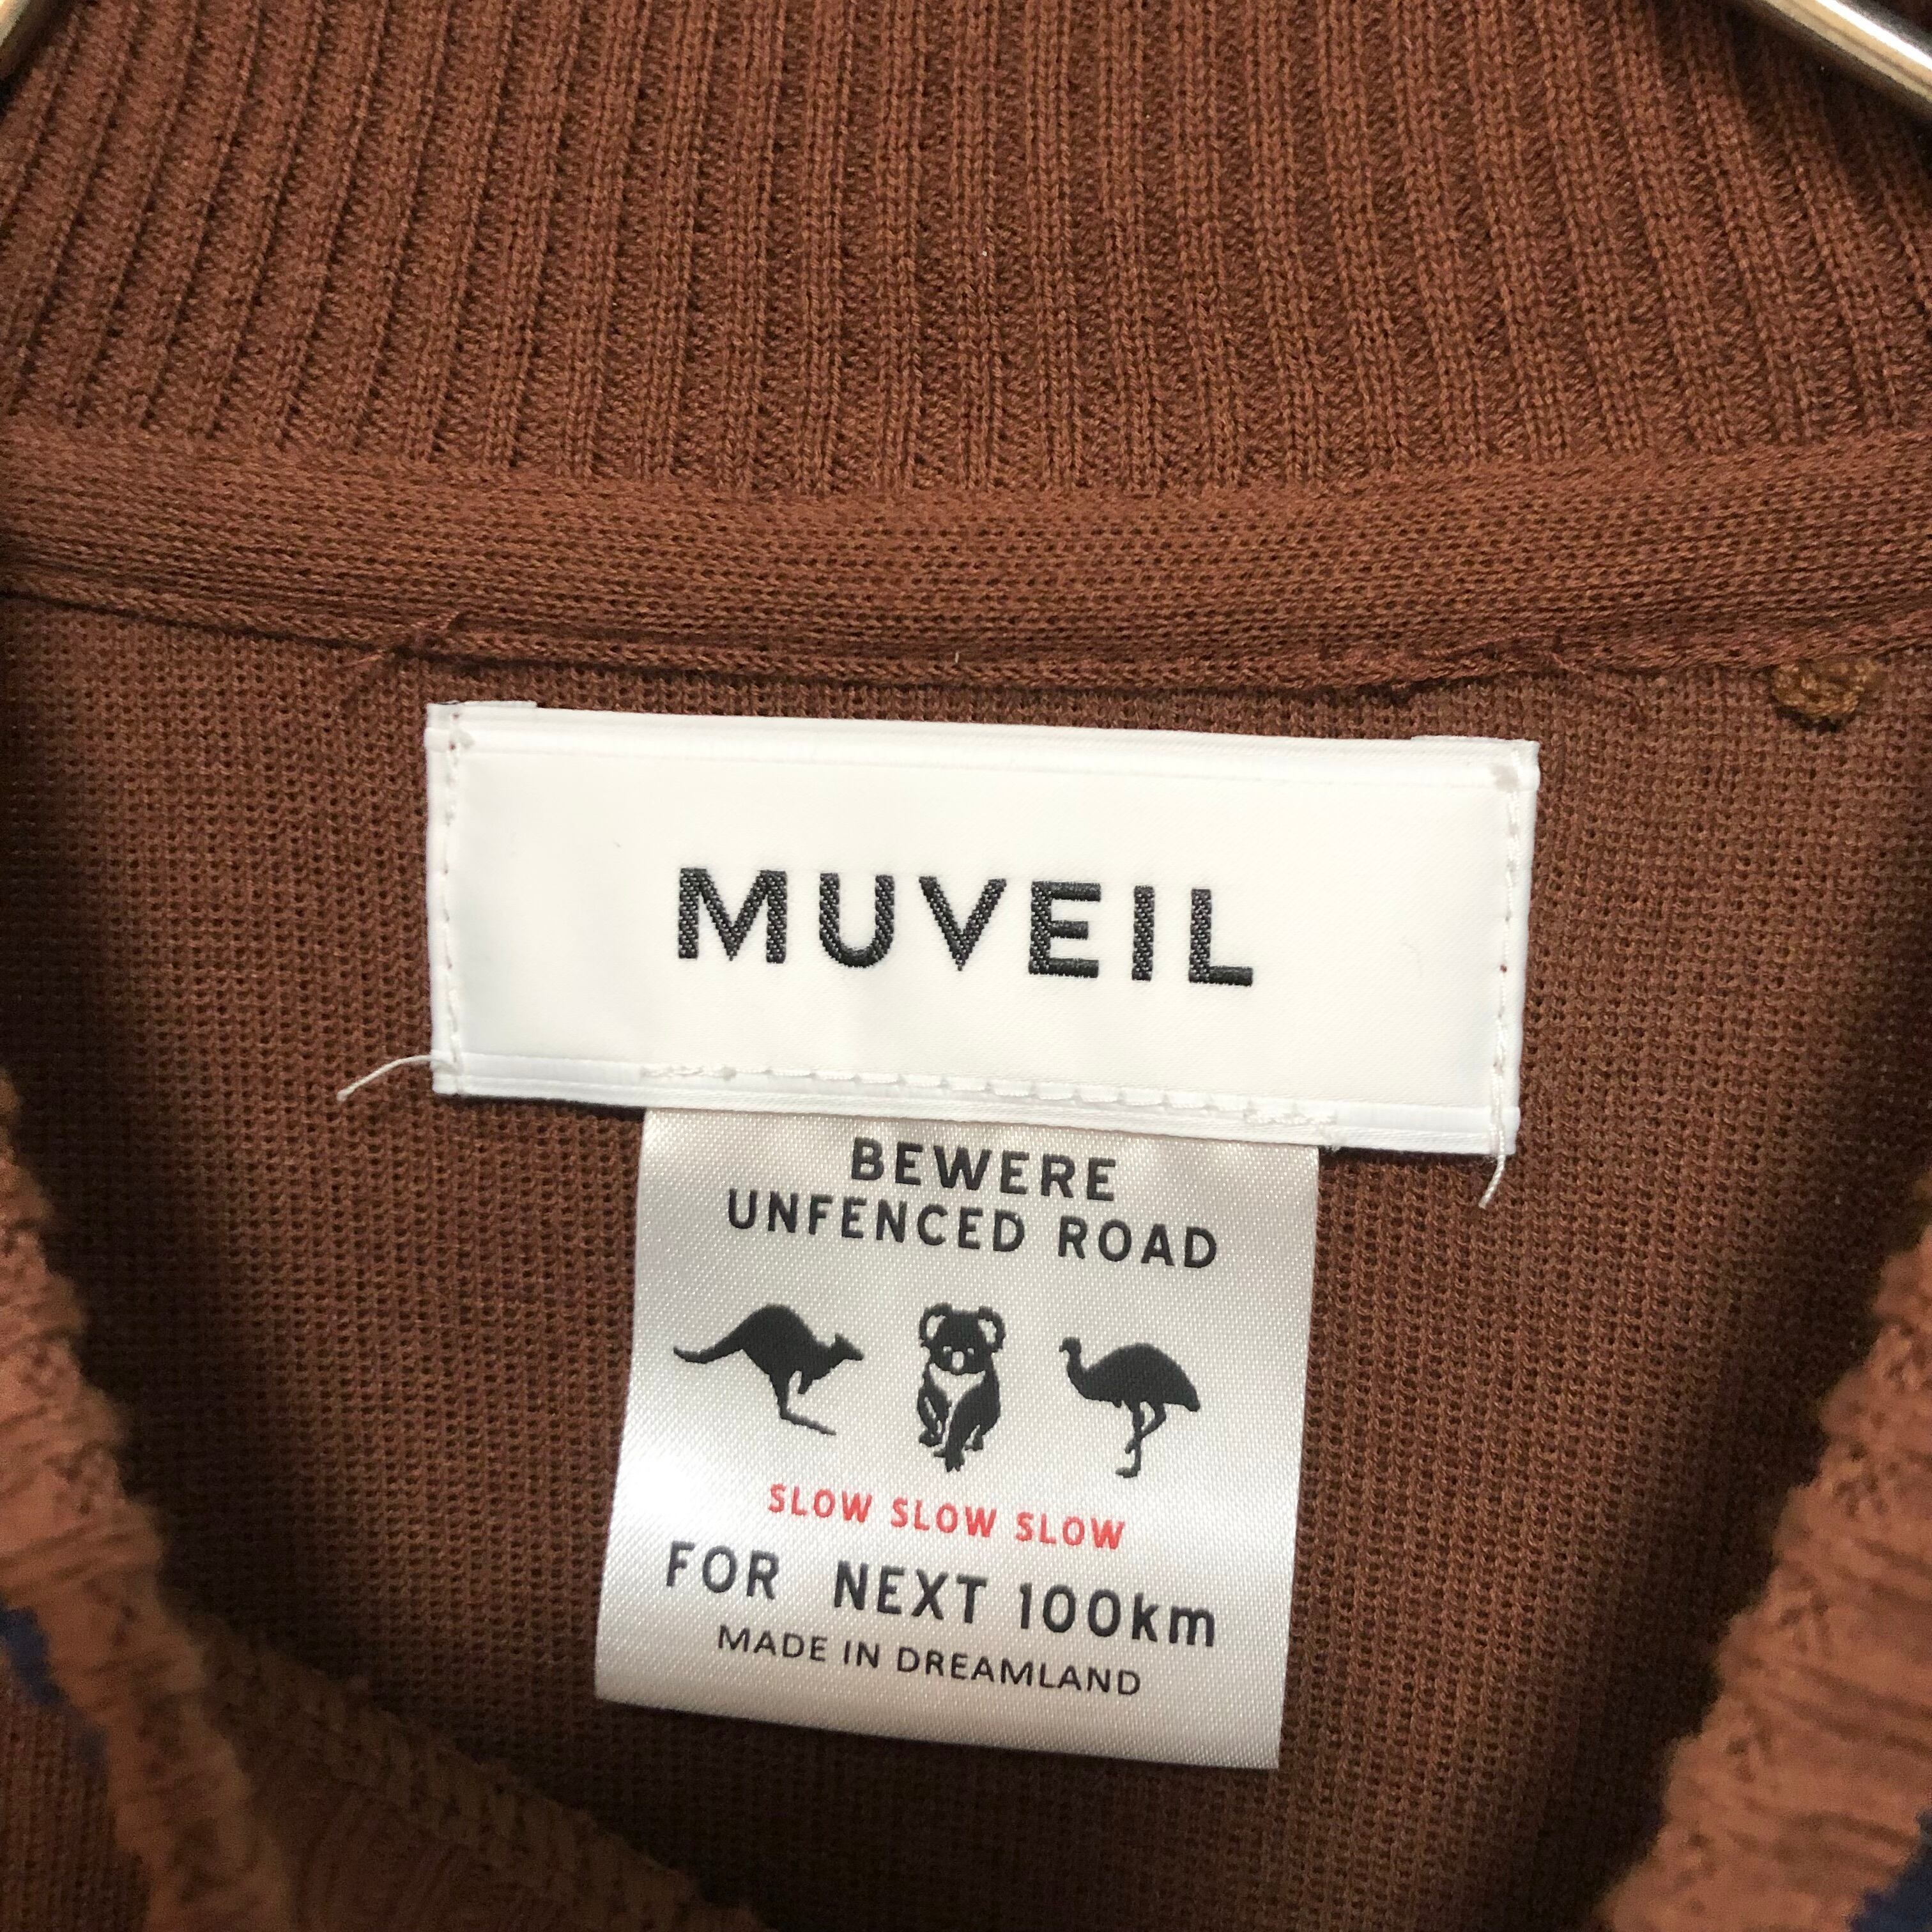 MUVEIL
BEWERE
UNFENCED ROAD
SLOW SLOW SLOW
FOR NEXT 100km
MADE IN DREAMLAND